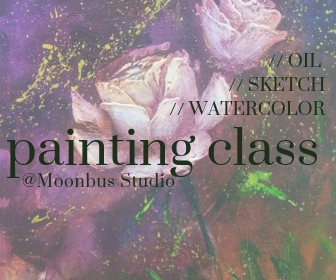 // OIL
// SKETCH
// WATERCOLOR
painting class
@Moonbus Studio